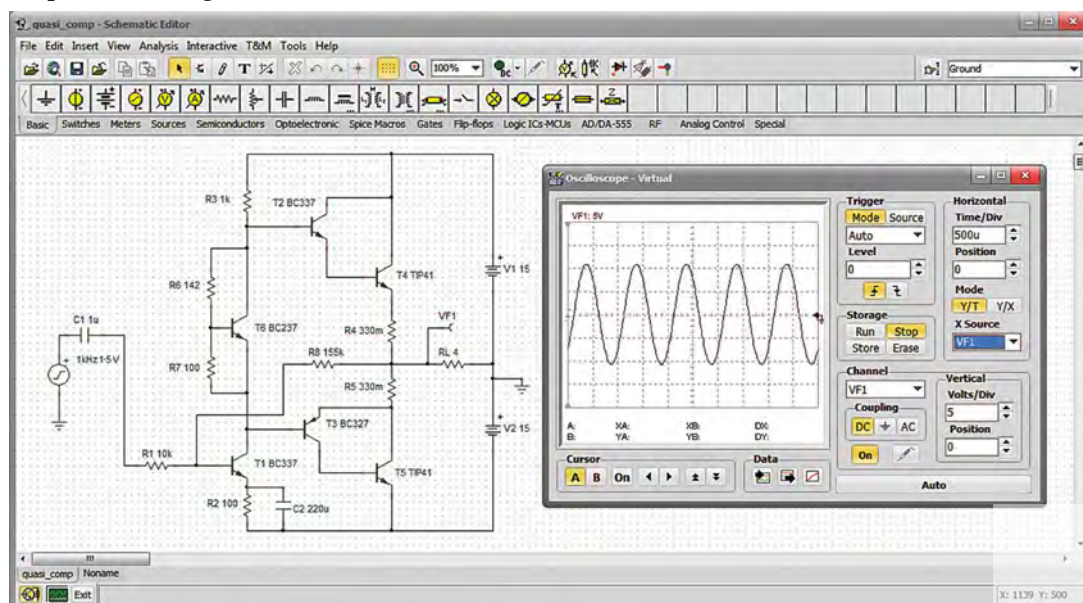 quasi_comp - Schematic Editor
File Edit Insert View Analysis Interactive T&M Tools Help
T 100% DC Ground
Z
Basic Switches Meters Sources Semiconductors Optoelectronic Spice Macros Gates Flip-flops Logic ICs-MCUs AD/DA-555 RF Analog Control Special
R3 1k
T2 BC337
V1 15
T4 TIP41
R6 142
C1 1u
T6 BC237
R4 330m
VF1
1kHz1-5V
R8 155k
RL 4
R7 100
R5 330m
T3 BC327
V2 15
R1 10k
T1 BC337
T5 TIP41
R2 100
C2 220u
Oscilloscope - Virtual
VF1: 5V
A: XA: XB: DX:
B: YA: YB: DY:
Cursor
A B On
Data
Trigger
Mode Source
Auto
Level
0
Storage
Run Stop
Store Erase
Channel
VF1
Coupling
DC AC
On
Horizontal
Time/Div
500u
Position
0
Mode
Y/T Y/X
X Source
VF1
Vertical
Volts/Div
5
Position
0
Auto
quasi_comp Noname
Exit
X: 1139 Y: 500